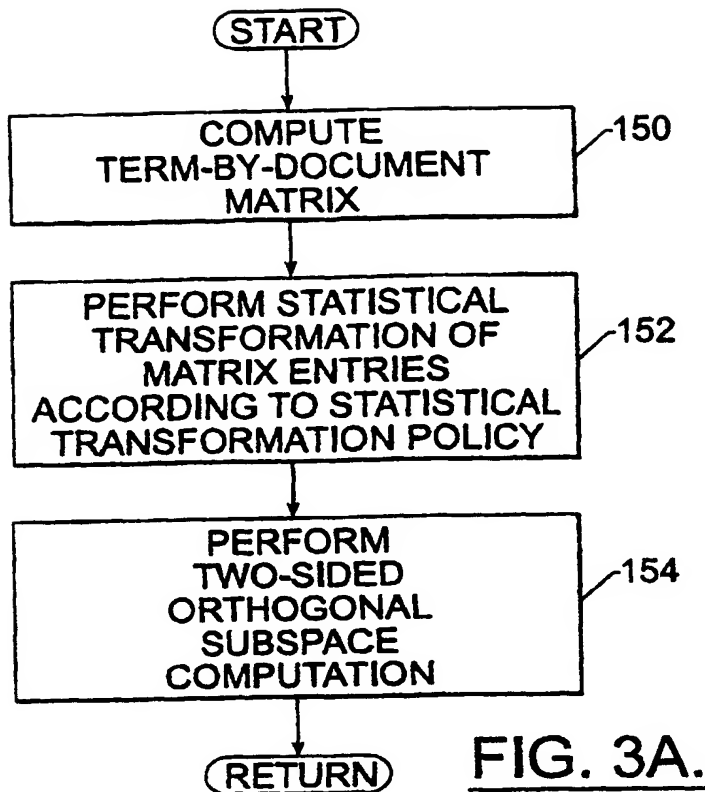 START
COMPUTE
TERM-BY-DOCUMENT
MATRIX
150
PERFORM STATISTICAL
TRANSFORMATION OF
MATRIX ENTRIES
ACCORDING TO STATISTICAL
TRANSFORMATION POLICY
152
PERFORM
TWO-SIDED
ORTHOGONAL
SUBSPACE
COMPUTATION
154
RETURN
FIG. 3A.